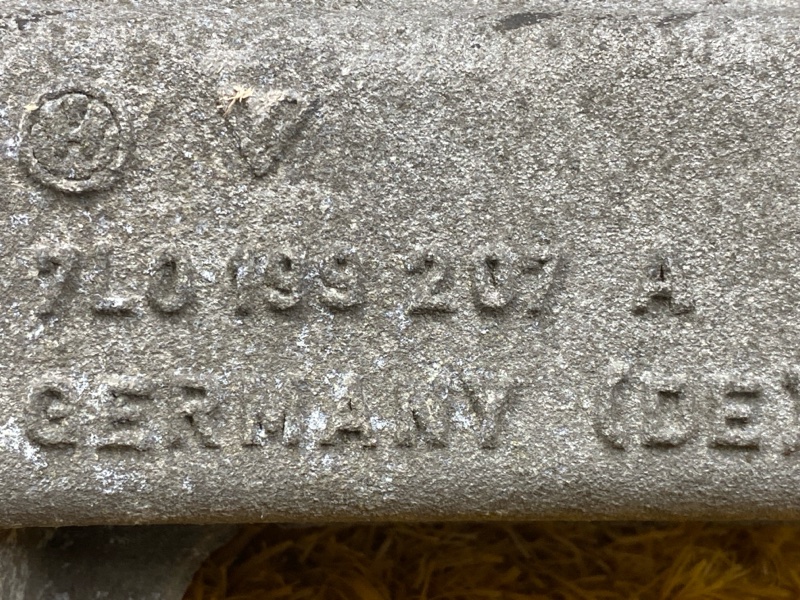 V
7L0 199 207 A
GERMANY (DE)